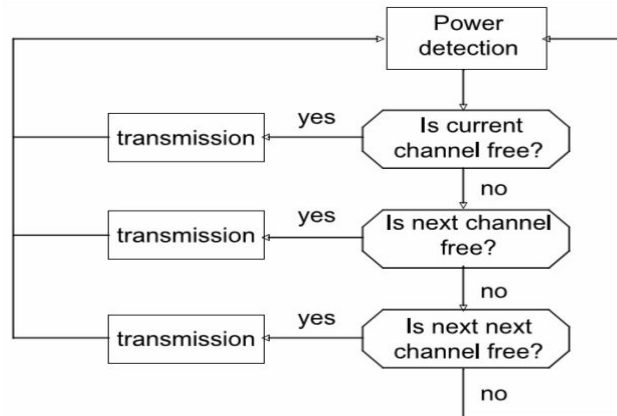 Power
detection
yes
Is current
channel free?
transmission
no
yes
Is next channel
free?
transmission
no
yes
Is next next
channel free?
transmission
no